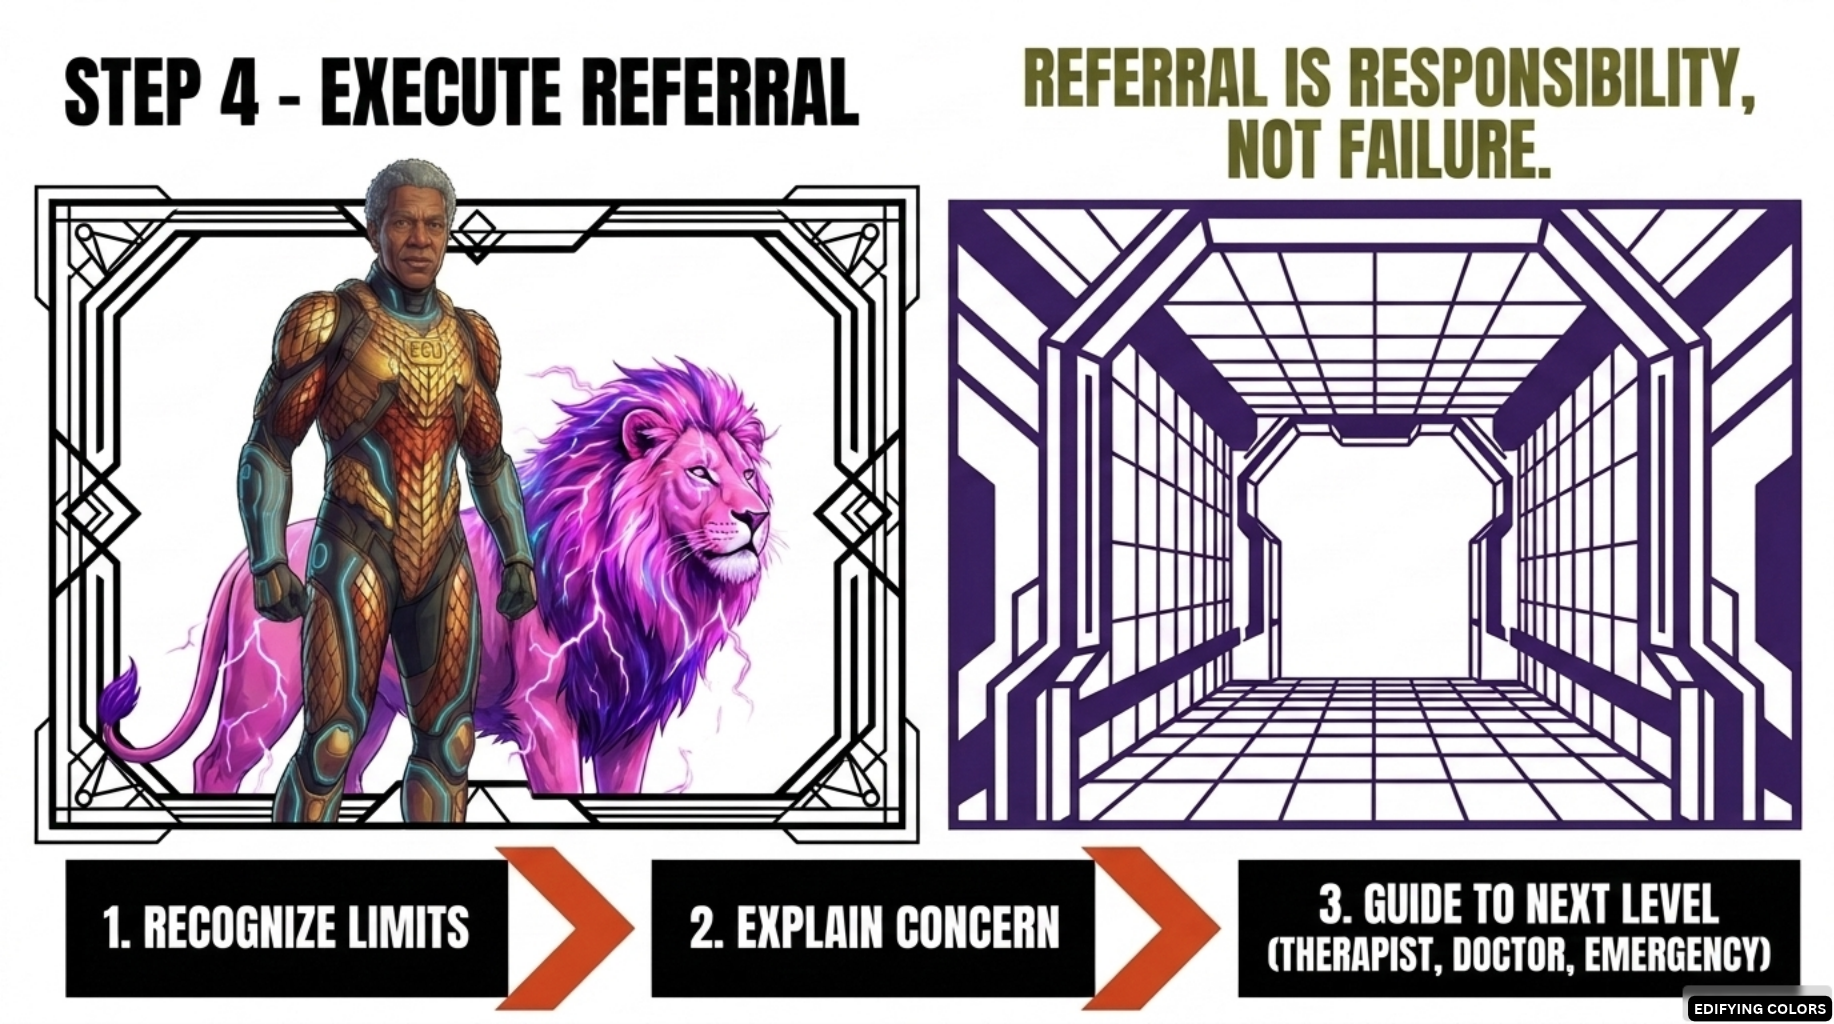 STEP 4 - EXECUTE REFERRAL
REFERRAL IS RESPONSIBILITY,
NOT FAILURE.
ECU
1. RECOGNIZE LIMITS
2. EXPLAIN CONCERN
3. GUIDE TO NEXT LEVEL
(THERAPIST, DOCTOR, EMERGENCY)
EDIFYING COLORS